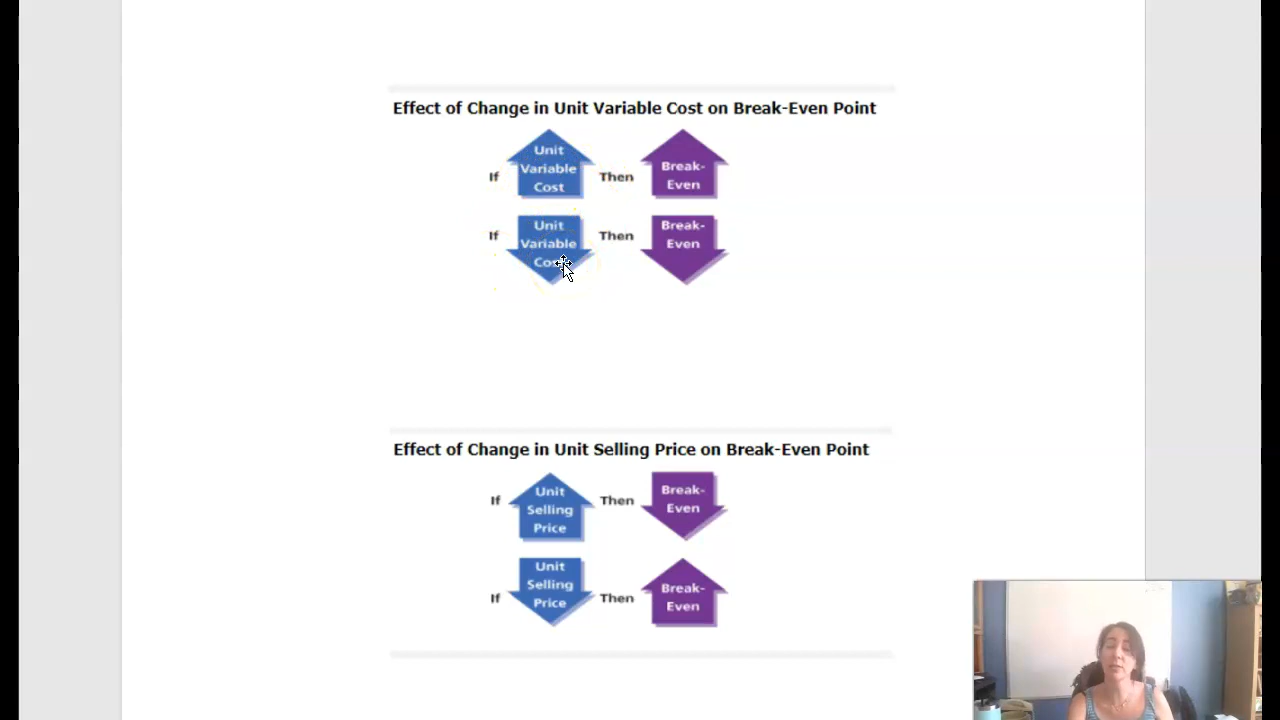 Effect of Change in Unit Variable Cost on Break-Even Point
If Unit Variable Cost Then Break-Even
If Unit Variable Then Break-Even
Effect of Change in Unit Selling Price on Break-Even Point
If Unit Selling Price Then Break-Even
If Unit Selling Price Then Break-Even